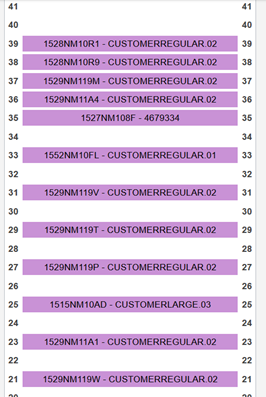 41 41
40 40
39 1528NM10R1 - CUSTOMERREGULAR.02 39
38 1528NM10R9 - CUSTOMERREGULAR.02 38
37 1529NM119M - CUSTOMERREGULAR.02 37
36 1529NM11A4 - CUSTOMERREGULAR.02 36
35 1527NM108F - 4679334 35
34 34
33 1552NM10FL - CUSTOMERREGULAR.01 33
32 32
31 1529NM119V - CUSTOMERREGULAR.02 31
30 30
29 1529NM119T - CUSTOMERREGULAR.02 29
28 28
27 1529NM119P - CUSTOMERREGULAR.02 27
26 26
25 1515NM10AD - CUSTOMERLARGE.03 25
24 24
23 1529NM11A1 - CUSTOMERREGULAR.02 23
22 22
21 1529NM119W - CUSTOMERREGULAR.02 21